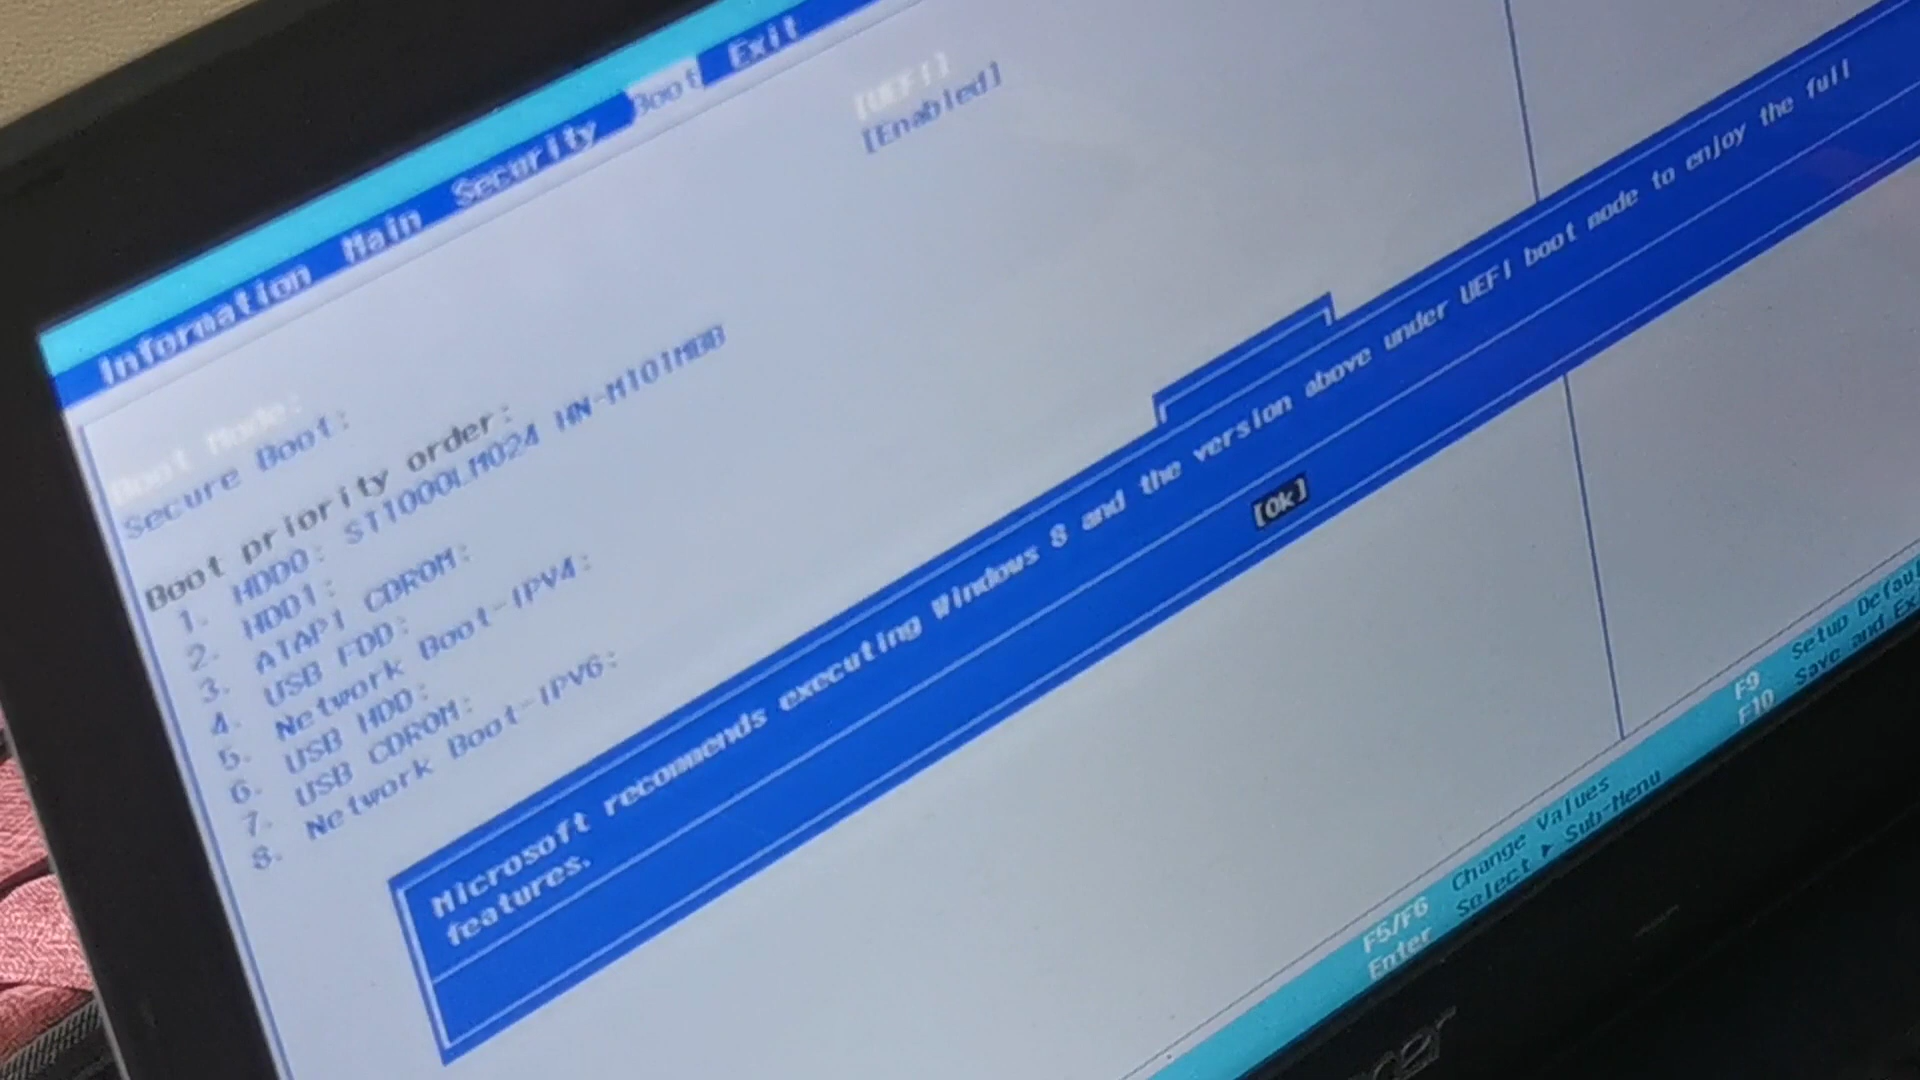 Information Main Security Boot Exit
Boot Mode: [UEFI]
Secure Boot: [Enabled]
Boot priority order:
1. HDD0: ST1000LM024 HN-M101MBB
2. HDD1:
3. ATAPI CDROM:
4. USB FDD:
5. Network Boot-IPV4:
6. USB HDD:
7. USB CDROM:
8. Network Boot-IPV6:
Microsoft recommends executing Windows 8 and the version above under UEFI boot mode to enjoy the full
features.
[Ok]
F5/F6 Change Values
Enter Select ▶ Sub-Menu
F9 Setup Defaul
F10 Save and Ex